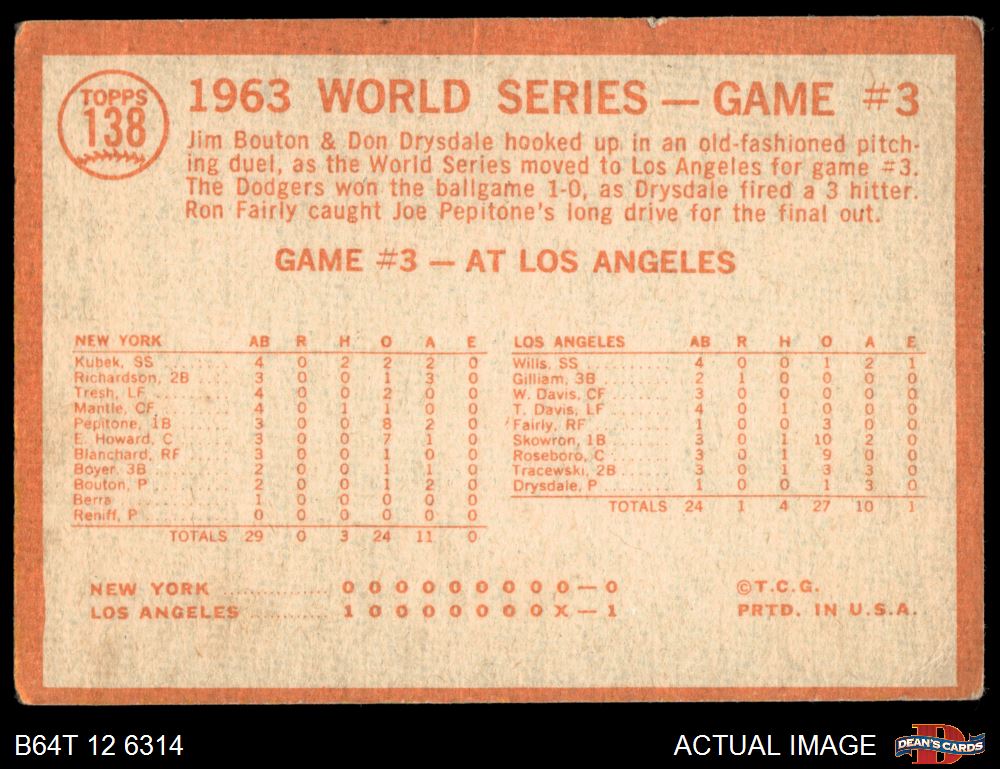 TOPPS
138
1963 WORLD SERIES — GAME #3
Jim Bouton & Don Drysdale hooked up in an old-fashioned pitch-
ing duel, as the World Series moved to Los Angeles for game #3.
The Dodgers won the ballgame 1-0, as Drysdale fired a 3 hitter.
Ron Fairly caught Joe Pepitone's long drive for the final out.
GAME #3 — AT LOS ANGELES
NEW YORK AB R H O A E
Kubek, SS 4 0 2 2 2 0
Richardson, 2B .... 3 0 0 1 3 0
Tresh, LF ........ 4 0 0 2 0 0
Mantle, CF ........ 4 0 1 1 0 0
Pepitone, 1B ...... 3 0 0 8 2 0
E. Howard, C ...... 3 0 0 7 1 0
Blanchard, RF .... 3 0 0 1 0 0
Boyer, 3B ........ 2 0 0 1 1 0
Bouton, P ........ 2 0 0 1 2 0
Berra ............ 1 0 0 0 0 0
Reniff, P ........ 0 0 0 0 0 0
TOTALS 29 0 3 24 11 0
LOS ANGELES AB R H O A E
Wills, SS ........ 4 0 0 1 2 1
Gilliam, 3B ...... 2 1 0 0 0 0
W. Davis, CF ...... 3 0 0 0 0 0
T. Davis, LF ...... 4 0 1 0 0 0
Fairly, RF ........ 1 0 0 3 0 0
Skowron, 1B ...... 3 0 1 10 2 0
Roseboro, C ...... 3 0 1 9 0 0
Tracewski, 2B .... 3 0 1 3 3 0
Drysdale, P ...... 1 0 0 1 3 0
TOTALS 24 1 4 27 10 1
NEW YORK ............ 0 0 0 0 0 0 0 0 0 — 0
LOS ANGELES .......... 1 0 0 0 0 0 0 0 X — 1
©T.C.G.
PRTD. IN U.S.A.
B64T 12 6314
ACTUAL IMAGE
D
DEAN'S CARDS